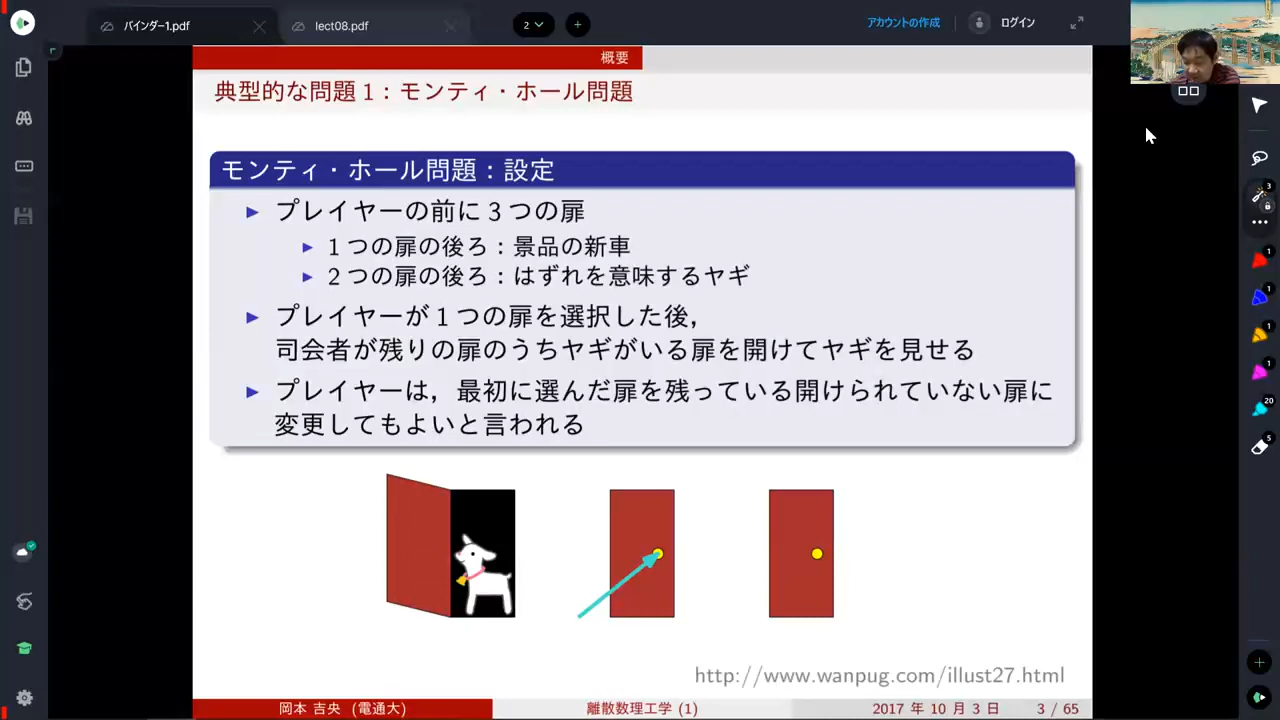 バインダー1.pdf
lect08.pdf
2
アカウントの作成
ログイン
概要
典型的な問題 1：モンティ・ホール問題
モンティ・ホール問題：設定
プレイヤーの前に 3 つの扉
1 つの扉の後ろ：景品の新車
2 つの扉の後ろ：はずれを意味するヤギ
プレイヤーが 1 つの扉を選択した後，
司会者が残りの扉のうちヤギがいる扉を開けてヤギを見せる
プレイヤーは，最初に選んだ扉を残っている開けられていない扉に
変更してもよいと言われる
http://www.wanpug.com/illust27.html
岡本 吉央 (電通大)
離散数理工学 (1)
2017 年 10 月 3 日
3 / 65
3
1
1
1
1
20
5